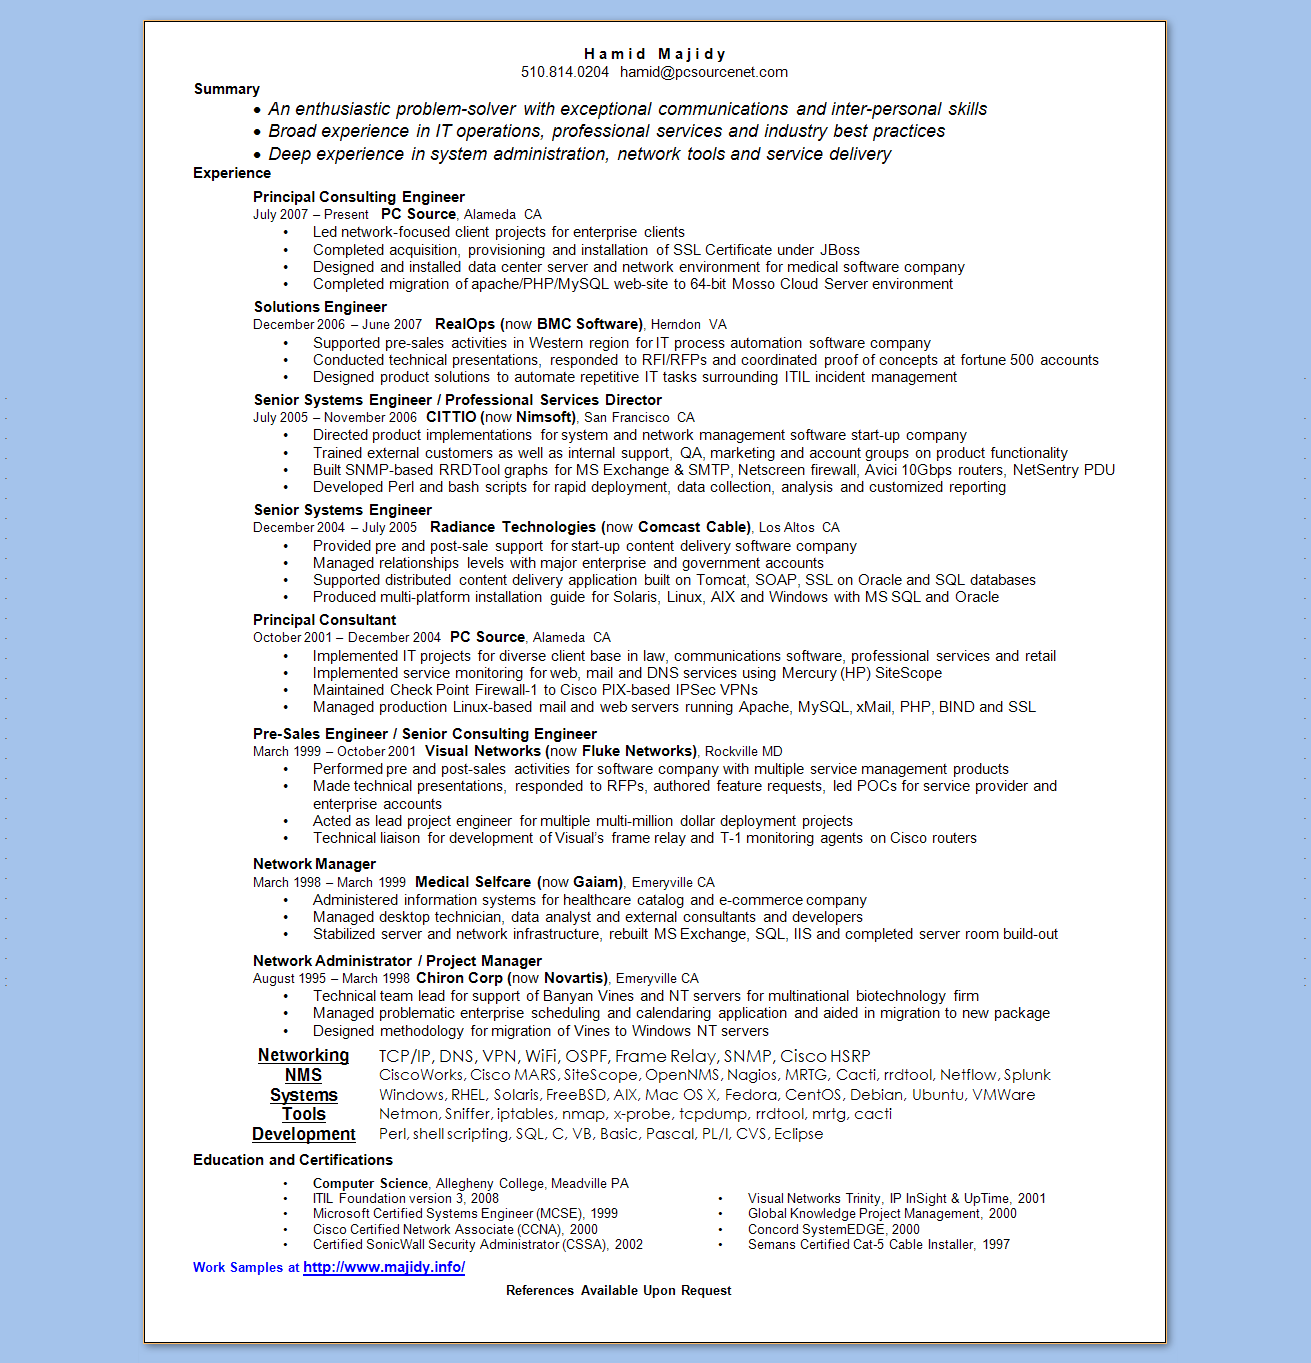 Hamid Majidy
510.814.0204 hamid@pcsourcenet.com
Summary
• An enthusiastic problem-solver with exceptional communications and inter-personal skills
• Broad experience in IT operations, professional services and industry best practices
• Deep experience in system administration, network tools and service delivery
Experience
Principal Consulting Engineer
July 2007 – Present PC Source, Alameda CA
• Led network-focused client projects for enterprise clients
• Completed acquisition, provisioning and installation of SSL Certificate under JBoss
• Designed and installed data center server and network environment for medical software company
• Completed migration of apache/PHP/MySQL web-site to 64-bit Mosso Cloud Server environment
Solutions Engineer
December 2006 – June 2007 RealOps (now BMC Software), Herndon VA
• Supported pre-sales activities in Western region for IT process automation software company
• Conducted technical presentations, responded to RFI/RFPs and coordinated proof of concepts at fortune 500 accounts
• Designed product solutions to automate repetitive IT tasks surrounding ITIL incident management
Senior Systems Engineer / Professional Services Director
July 2005 – November 2006 CITTIO (now Nimsoft), San Francisco CA
• Directed product implementations for system and network management software start-up company
• Trained external customers as well as internal support, QA, marketing and account groups on product functionality
• Built SNMP-based RRDTool graphs for MS Exchange & SMTP, Netscreen firewall, Avici 10Gbps routers, NetSentry PDU
• Developed Perl and bash scripts for rapid deployment, data collection, analysis and customized reporting
Senior Systems Engineer
December 2004 – July 2005 Radiance Technologies (now Comcast Cable), Los Altos CA
• Provided pre and post-sale support for start-up content delivery software company
• Managed relationships levels with major enterprise and government accounts
• Supported distributed content delivery application built on Tomcat, SOAP, SSL on Oracle and SQL databases
• Produced multi-platform installation guide for Solaris, Linux, AIX and Windows with MS SQL and Oracle
Principal Consultant
October 2001 – December 2004 PC Source, Alameda CA
• Implemented IT projects for diverse client base in law, communications software, professional services and retail
• Implemented service monitoring for web, mail and DNS services using Mercury (HP) SiteScope
• Maintained Check Point Firewall-1 to Cisco PIX-based IPSec VPNs
• Managed production Linux-based mail and web servers running Apache, MySQL, xMail, PHP, BIND and SSL
Pre-Sales Engineer / Senior Consulting Engineer
March 1999 – October 2001 Visual Networks (now Fluke Networks), Rockville MD
• Performed pre and post-sales activities for software company with multiple service management products
• Made technical presentations, responded to RFPs, authored feature requests, led POCs for service provider and
enterprise accounts
• Acted as lead project engineer for multiple multi-million dollar deployment projects
• Technical liaison for development of Visual's frame relay and T-1 monitoring agents on Cisco routers
Network Manager
March 1998 – March 1999 Medical Selfcare (now Gaiam), Emeryville CA
• Administered information systems for healthcare catalog and e-commerce company
• Managed desktop technician, data analyst and external consultants and developers
• Stabilized server and network infrastructure, rebuilt MS Exchange, SQL, IIS and completed server room build-out
Network Administrator / Project Manager
August 1995 – March 1998 Chiron Corp (now Novartis), Emeryville CA
• Technical team lead for support of Banyan Vines and NT servers for multinational biotechnology firm
• Managed problematic enterprise scheduling and calendaring application and aided in migration to new package
• Designed methodology for migration of Vines to Windows NT servers
Networking TCP/IP, DNS, VPN, WiFi, OSPF, Frame Relay, SNMP, Cisco HSRP
NMS CiscoWorks, Cisco MARS, SiteScope, OpenNMS, Nagios, MRTG, Cacti, rrdtool, Netflow, Splunk
Systems Windows, RHEL, Solaris, FreeBSD, AIX, Mac OS X, Fedora, CentOS, Debian, Ubuntu, VMWare
Tools Netmon, Sniffer, iptables, nmap, x-probe, tcpdump, rrdtool, mrtg, cacti
Development Perl, shell scripting, SQL, C, VB, Basic, Pascal, PL/I, CVS, Eclipse
Education and Certifications
• Computer Science, Allegheny College, Meadville PA
• ITIL Foundation version 3, 2008 • Visual Networks Trinity, IP InSight & UpTime, 2001
• Microsoft Certified Systems Engineer (MCSE), 1999 • Global Knowledge Project Management, 2000
• Cisco Certified Network Associate (CCNA), 2000 • Concord SystemEDGE, 2000
• Certified SonicWall Security Administrator (CSSA), 2002 • Semans Certified Cat-5 Cable Installer, 1997
Work Samples at http://www.majidy.info/
References Available Upon Request